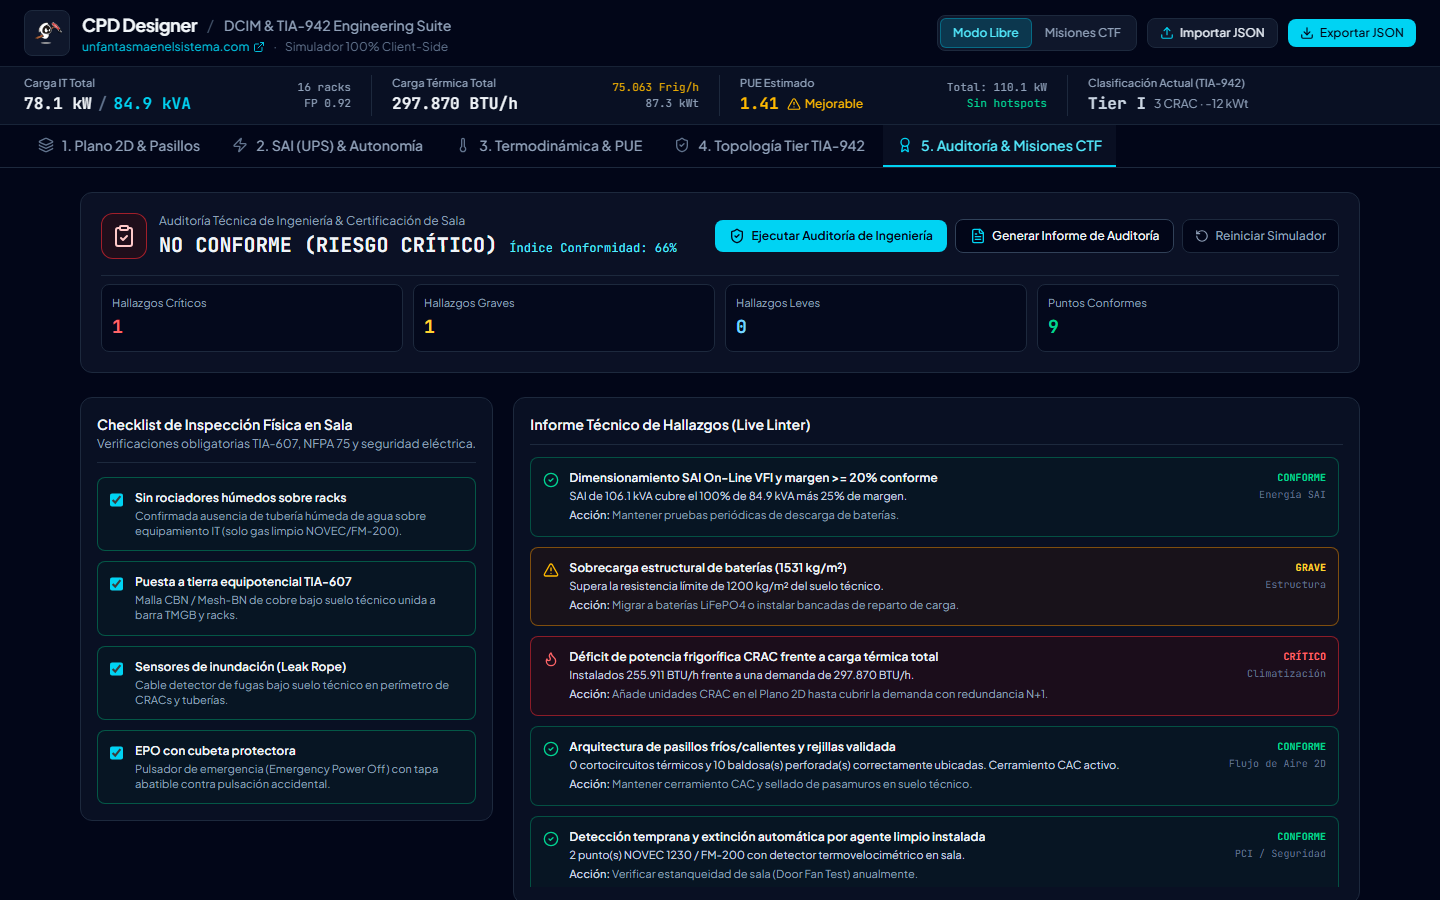 CPD Designer / DCIM & TIA-942 Engineering Suite
unfantasmaenelsistema.com · Simulador 100% Client-Side
Modo Libre
Misiones CTF
Importar JSON
Exportar JSON
Carga IT Total
78.1 kW / 84.9 kVA
16 racks
FP 0.92
Carga Térmica Total
297.870 BTU/h
75.063 Frig/h
87.3 kWt
PUE Estimado
1.41 Mejorable
Total: 110.1 kW
Sin hotspots
Clasificación Actual (TIA-942)
Tier I 3 CRAC · -12 kWt
1. Plano 2D & Pasillos
2. SAI (UPS) & Autonomía
3. Termodinámica & PUE
4. Topología Tier TIA-942
5. Auditoría & Misiones CTF
Auditoría Técnica de Ingeniería & Certificación de Sala
NO CONFORME (RIESGO CRÍTICO) Índice Conformidad: 66%
Ejecutar Auditoría de Ingeniería
Generar Informe de Auditoría
Reiniciar Simulador
Hallazgos Críticos
1
Hallazgos Graves
1
Hallazgos Leves
0
Puntos Conformes
9
Checklist de Inspección Física en Sala
Verificaciones obligatorias TIA-607, NFPA 75 y seguridad eléctrica.
Sin rociadores húmedos sobre racks
Confirmada ausencia de tubería húmeda de agua sobre
equipamiento IT (solo gas limpio NOVEC/FM-200).
Puesta a tierra equipotencial TIA-607
Malla CBN / Mesh-BN de cobre bajo suelo técnico unida a
barra TMGB y racks.
Sensores de inundación (Leak Rope)
Cable detector de fugas bajo suelo técnico en perímetro de
CRACs y tuberías.
EPO con cubeta protectora
Pulsador de emergencia (Emergency Power Off) con tapa
abatible contra pulsación accidental.
Informe Técnico de Hallazgos (Live Linter)
Dimensionamiento SAI On-Line VFI y margen >= 20% conforme
SAI de 106.1 kVA cubre el 100% de 84.9 kVA más 25% de margen.
Acción: Mantener pruebas periódicas de descarga de baterías.
CONFORME
Energía SAI
Sobrecarga estructural de baterías (1531 kg/m²)
Supera la resistencia límite de 1200 kg/m² del suelo técnico.
Acción: Migrar a baterías LiFePO4 o instalar bancadas de reparto de carga.
GRAVE
Estructura
Déficit de potencia frigorífica CRAC frente a carga térmica total
Instalados 255.911 BTU/h frente a una demanda de 297.870 BTU/h.
Acción: Añade unidades CRAC en el Plano 2D hasta cubrir la demanda con redundancia N+1.
CRÍTICO
Climatización
Arquitectura de pasillos fríos/calientes y rejillas validada
0 cortocircuitos térmicos y 10 baldosa(s) perforada(s) correctamente ubicadas. Cerramiento CAC activo.
Acción: Mantener cerramiento CAC y sellado de pasamuros en suelo técnico.
CONFORME
Flujo de Aire 2D
Detección temprana y extinción automática por agente limpio instalada
2 punto(s) NOVEC 1230 / FM-200 con detector termovelocimétrico en sala.
Acción: Verificar estanqueidad de sala (Door Fan Test) anualmente.
CONFORME
PCI / Seguridad